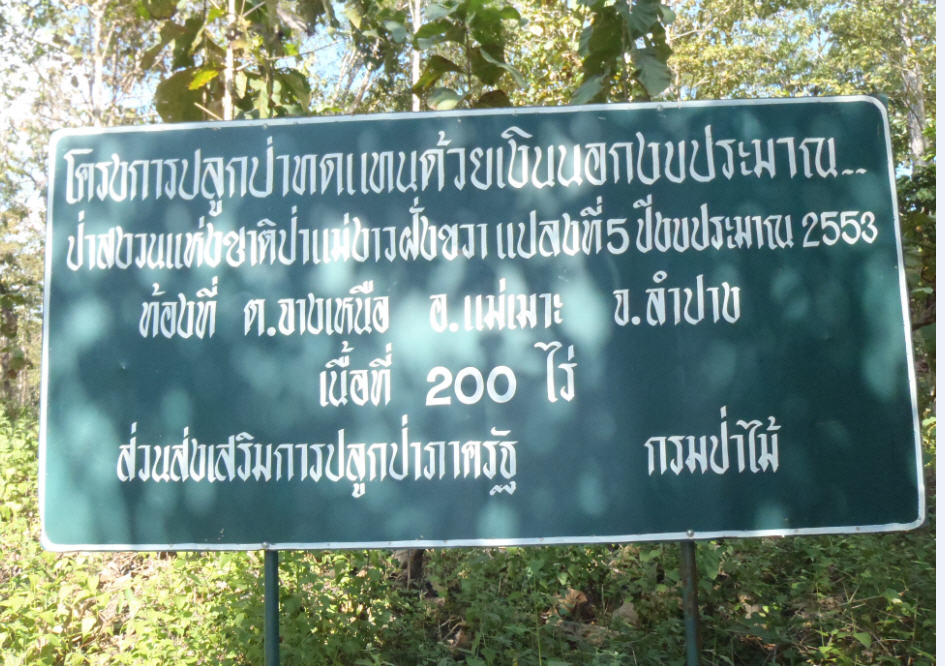 โครงการปลูกป่าทดแทนด้วยเงินนอกงบประมาณ...
ป่าสงวนแห่งชาติป่าแม่งาวฝั่งขวา แปลงที่ 5 ปีงบประมาณ 2553
ท้องที่ ต.จางเหนือ อ.แม่เมาะ จ.ลำปาง
เนื้อที่ 200 ไร่
ส่วนส่งเสริมการปลูกป่าภาครัฐ กรมป่าไม้